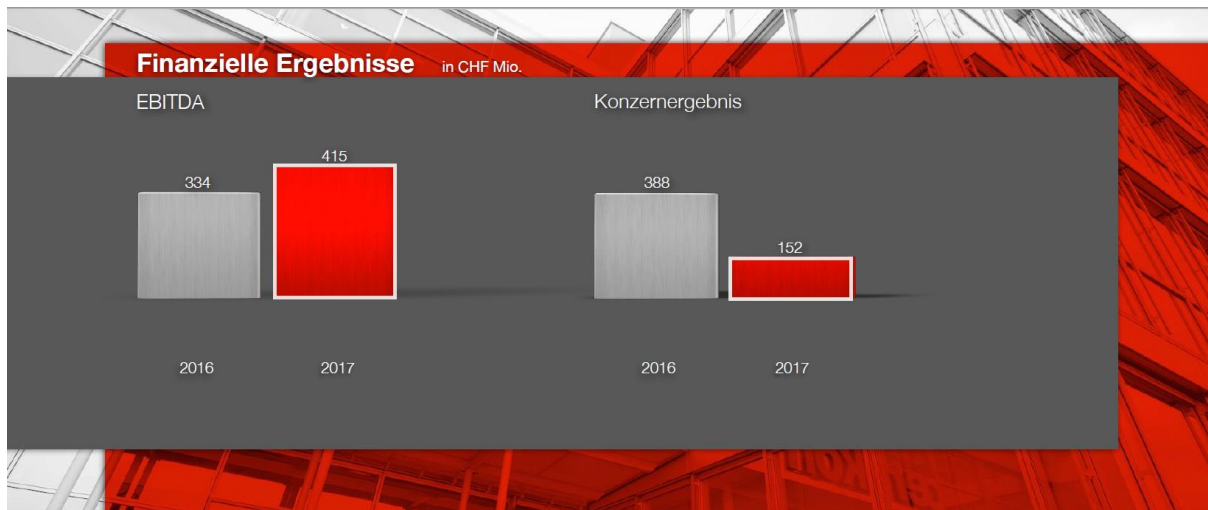 Finanzielle Ergebnisse in CHF Mio.
EBITDA
334
415
2016
2017
Konzernergebnis
388
152
2016
2017